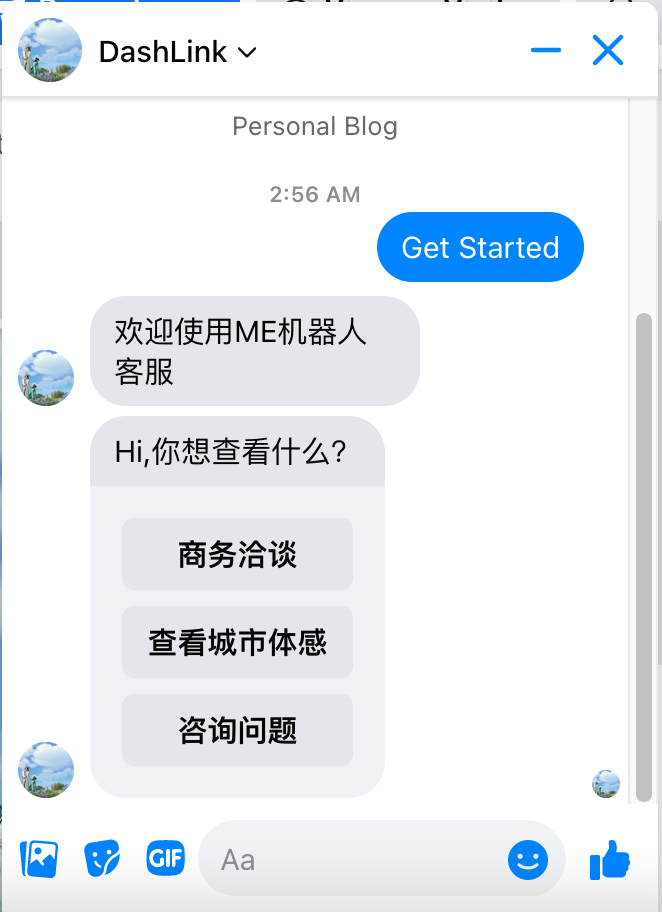 DashLink
Personal Blog
2:56 AM
Get Started
欢迎使用ME机器人
客服
Hi,你想查看什么?
商务洽谈
查看城市体感
咨询问题
GIF
Aa